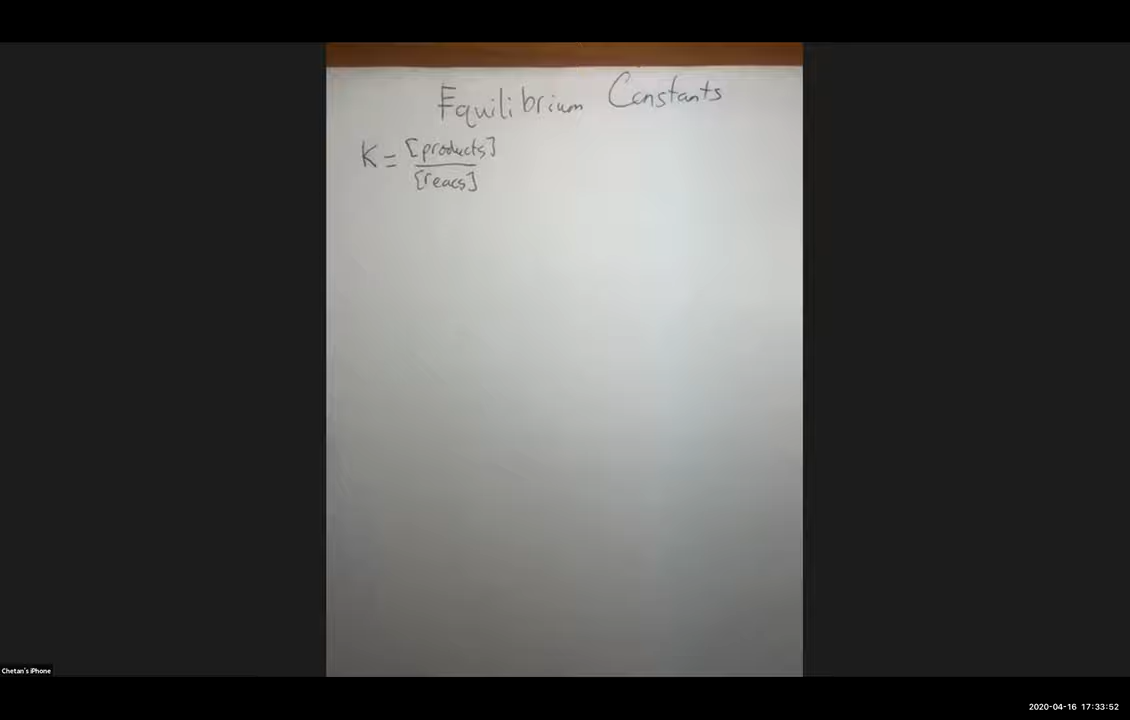 Equilibrium Constants
K = [products]
[reacs]
Chetan's iPhone
2020-04-16 17:33:52